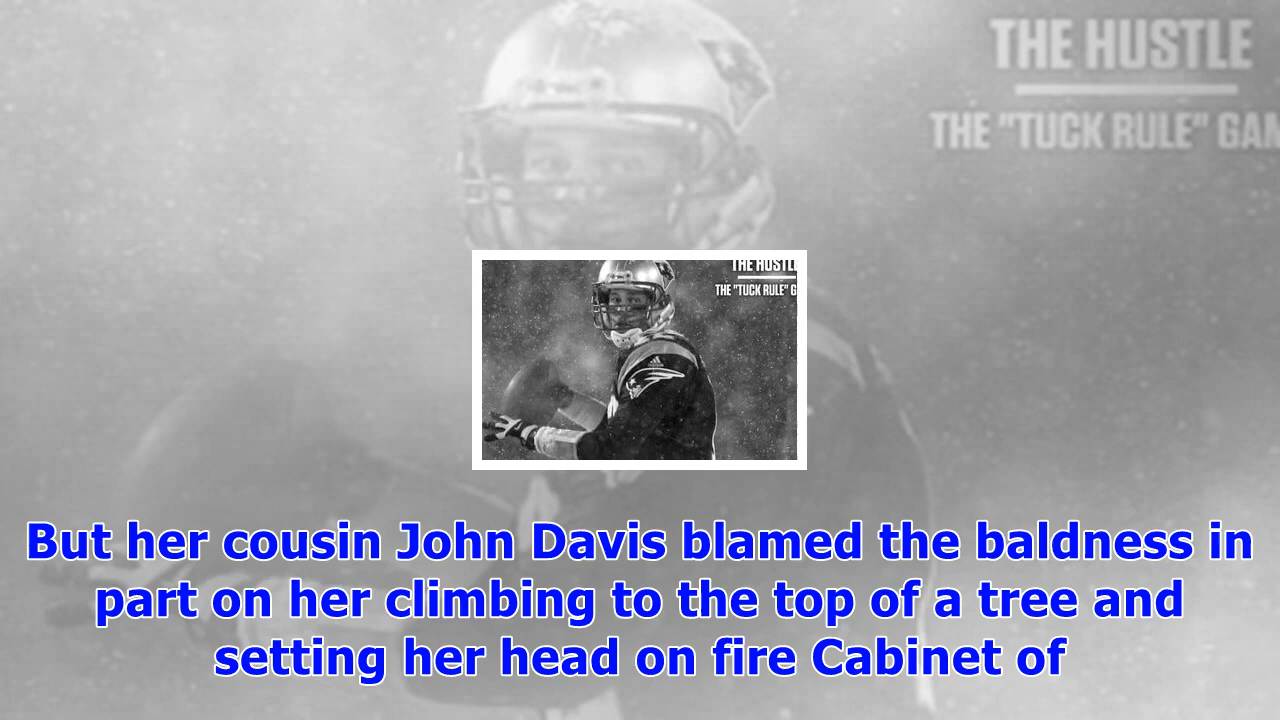 THE HUSTLE
THE "TUCK RULE" GAM
THE HUSTL
THE "TUCK RULE" G
But her cousin John Davis blamed the baldness in
part on her climbing to the top of a tree and
setting her head on fire Cabinet of